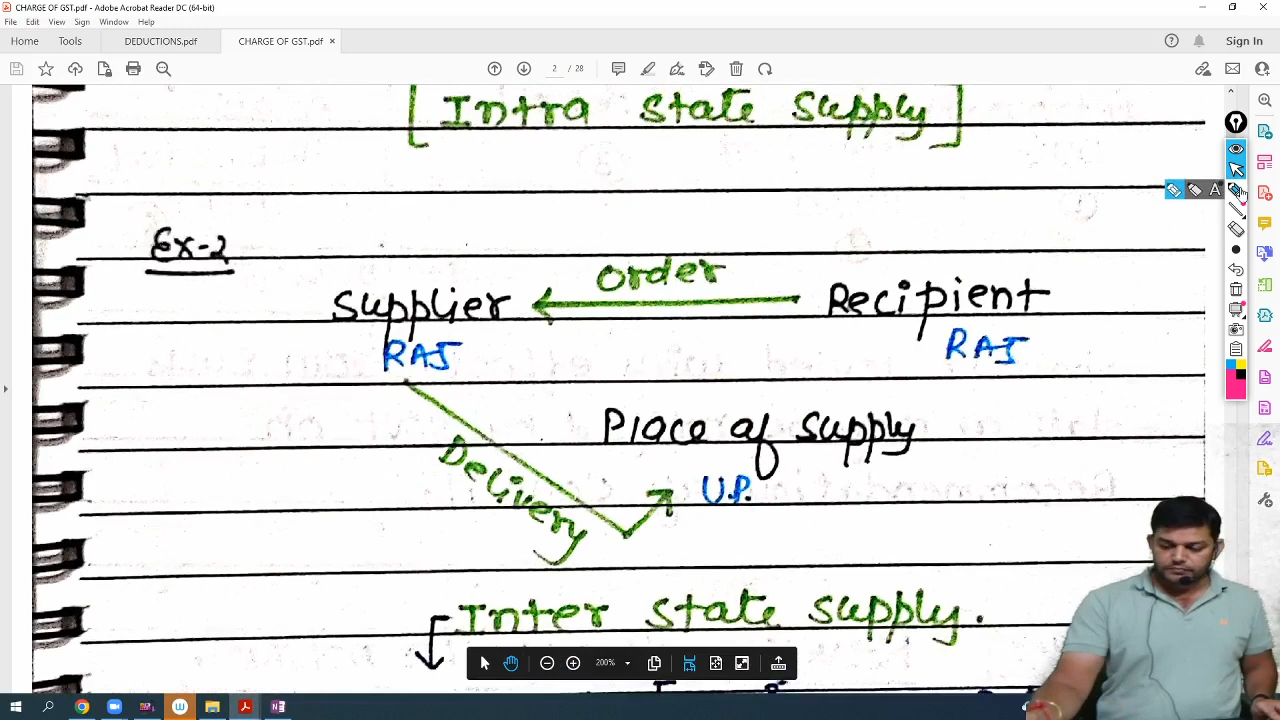 CHARGE OF GST.pdf - Adobe Acrobat Reader DC (64-bit)
File Edit View Sign Window Help
Home Tools DEDUCTIONS.pdf CHARGE OF GST.pdf × Sign In
2 / 28
[Intra state supply]
Ex-2
Order
Supplier Recipient
RAJ RAJ
Place of supply
Delivery
U.P.
Inter state supply.
200%